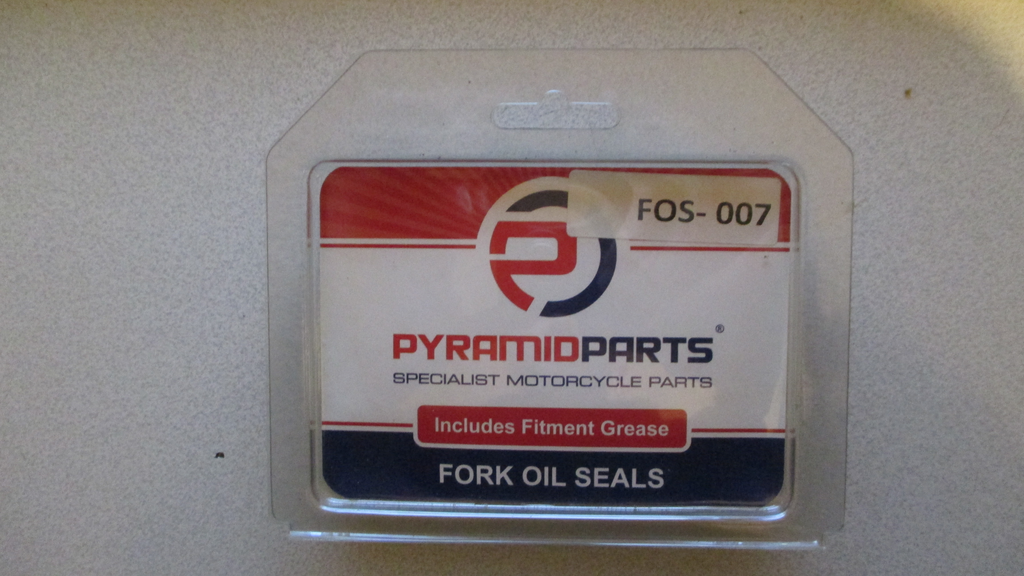 FOS- 007
PYRAMIDPARTS®
SPECIALIST MOTORCYCLE PARTS
Includes Fitment Grease
FORK OIL SEALS